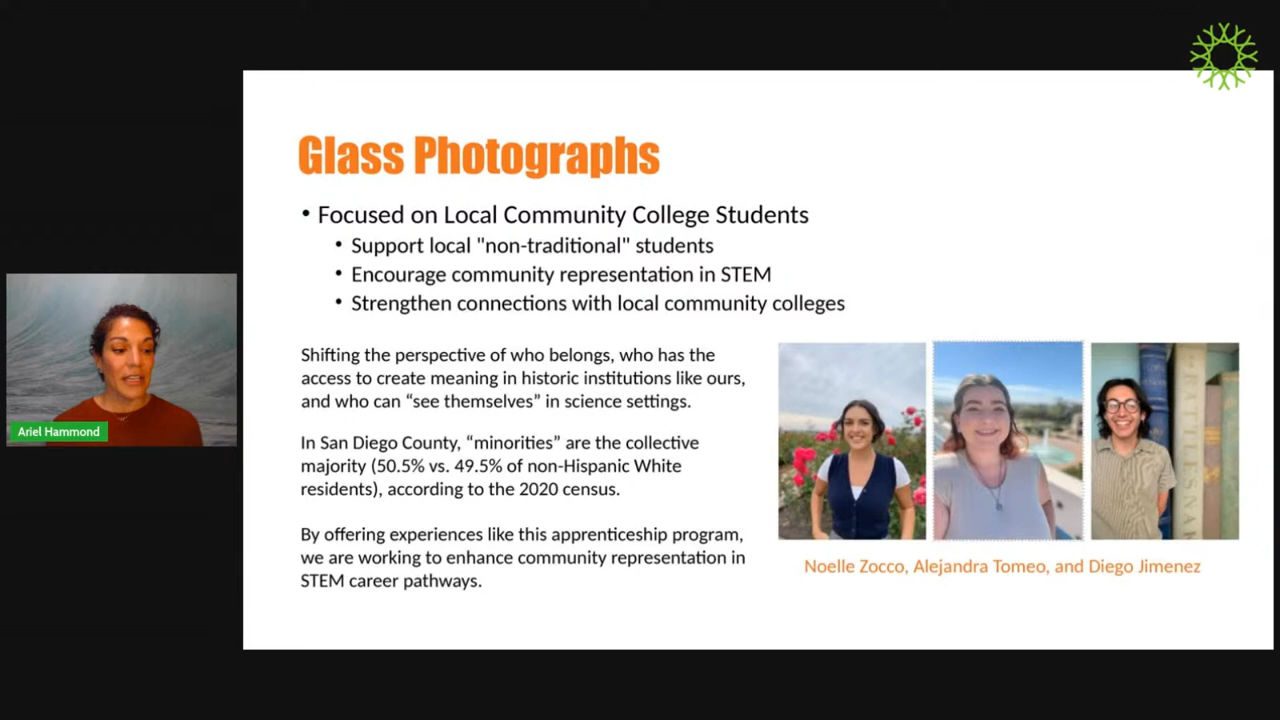 Glass Photographs
• Focused on Local Community College Students
• Support local "non-traditional" students
• Encourage community representation in STEM
• Strengthen connections with local community colleges
Shifting the perspective of who belongs, who has the
access to create meaning in historic institutions like ours,
and who can “see themselves” in science settings.
In San Diego County, “minorities” are the collective
majority (50.5% vs. 49.5% of non-Hispanic White
residents), according to the 2020 census.
By offering experiences like this apprenticeship program,
we are working to enhance community representation in
STEM career pathways.
Noelle Zocco, Alejandra Tomeo, and Diego Jimenez
Ariel Hammond